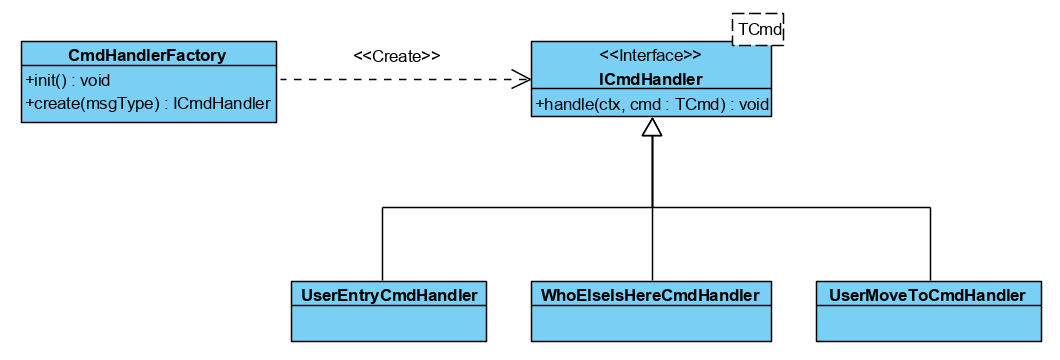 TCmd
CmdHandlerFactory
+init() : void
+create(msgType) : ICmdHandler
<<Create>>
<<Interface>>
ICmdHandler
+handle(ctx, cmd : TCmd) : void
UserEntryCmdHandler
WhoElseIsHereCmdHandler
UserMoveToCmdHandler